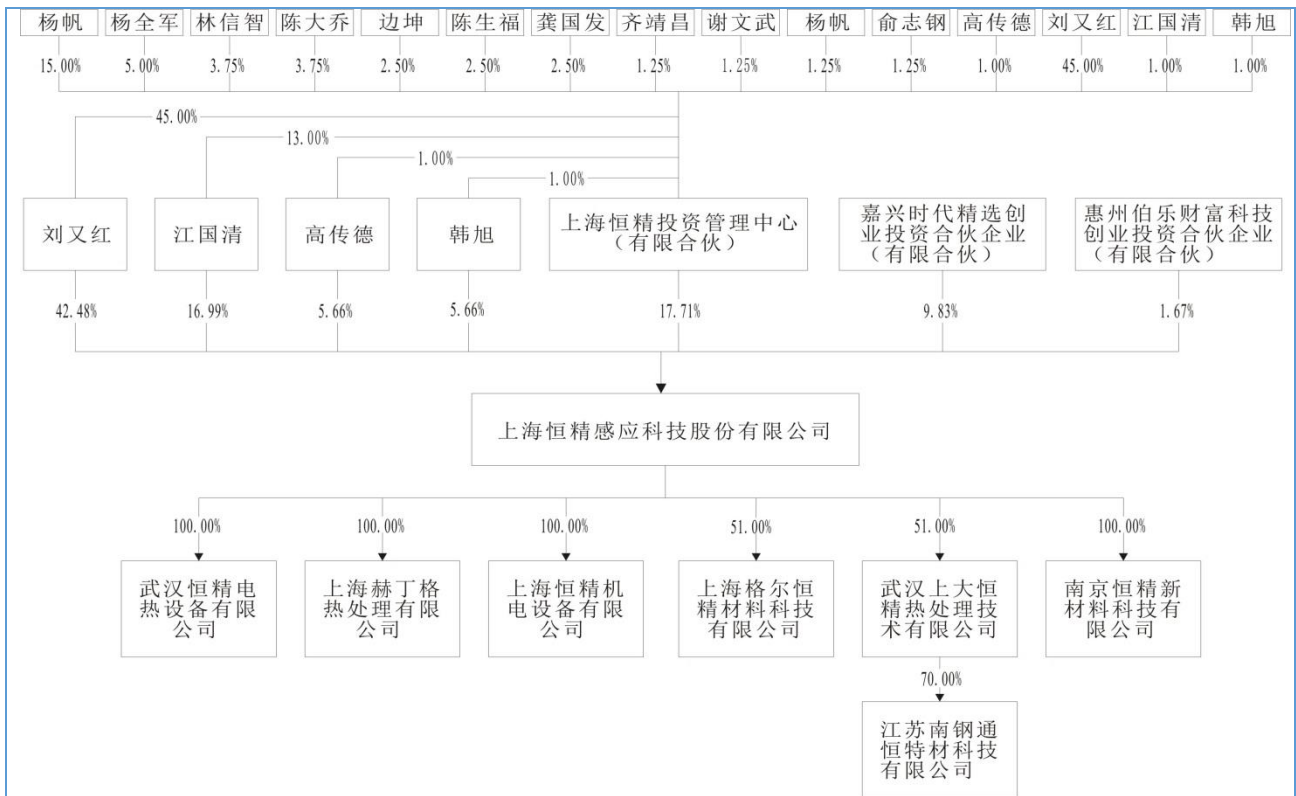 杨帆 杨全军 林信智 陈大乔 边坤 陈生福 龚国发 齐靖昌 谢文武 杨帆 俞志钢 高传德 刘又红 江国清 韩旭
15.00% 5.00% 3.75% 3.75% 2.50% 2.50% 2.50% 1.25% 1.25% 1.25% 1.25% 1.00% 45.00% 1.00% 1.00%
45.00%
13.00%
1.00%
1.00%
刘又红
江国清
高传德
韩旭
上海恒精投资管理中心
（有限合伙）
嘉兴时代精选创
业投资合伙企业
（有限合伙）
惠州伯乐财富科技
创业投资合伙企业
（有限合伙）
42.48% 16.99% 5.66% 5.66% 17.71% 9.83% 1.67%
上海恒精感应科技股份有限公司
100.00% 100.00% 100.00% 51.00% 51.00% 100.00%
武汉恒精电
热设备有限
公司
上海赫丁格
热处理有限
公司
上海恒精机
电设备有限
公司
上海格尔恒
精材料科技
有限公司
武汉上大恒
精热处理技
术有限公司
南京恒精新
材料科技有
限公司
70.00%
江苏南钢通
恒特材科技
有限公司